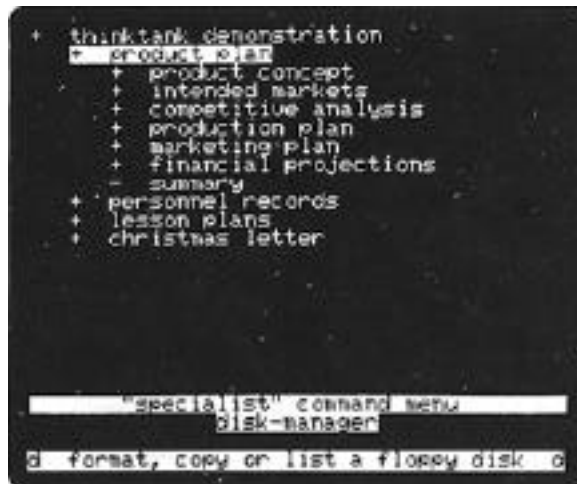 + thinktank demonstration
+ product plan
+ product concept
+ intended markets
+ competitive analysis
+ production plan
+ marketing plan
+ financial projections
- summary
+ personnel records
+ lesson plans
+ christmas letter
"specialist" command menu
disk-manager
d format, copy or list a floppy disk d